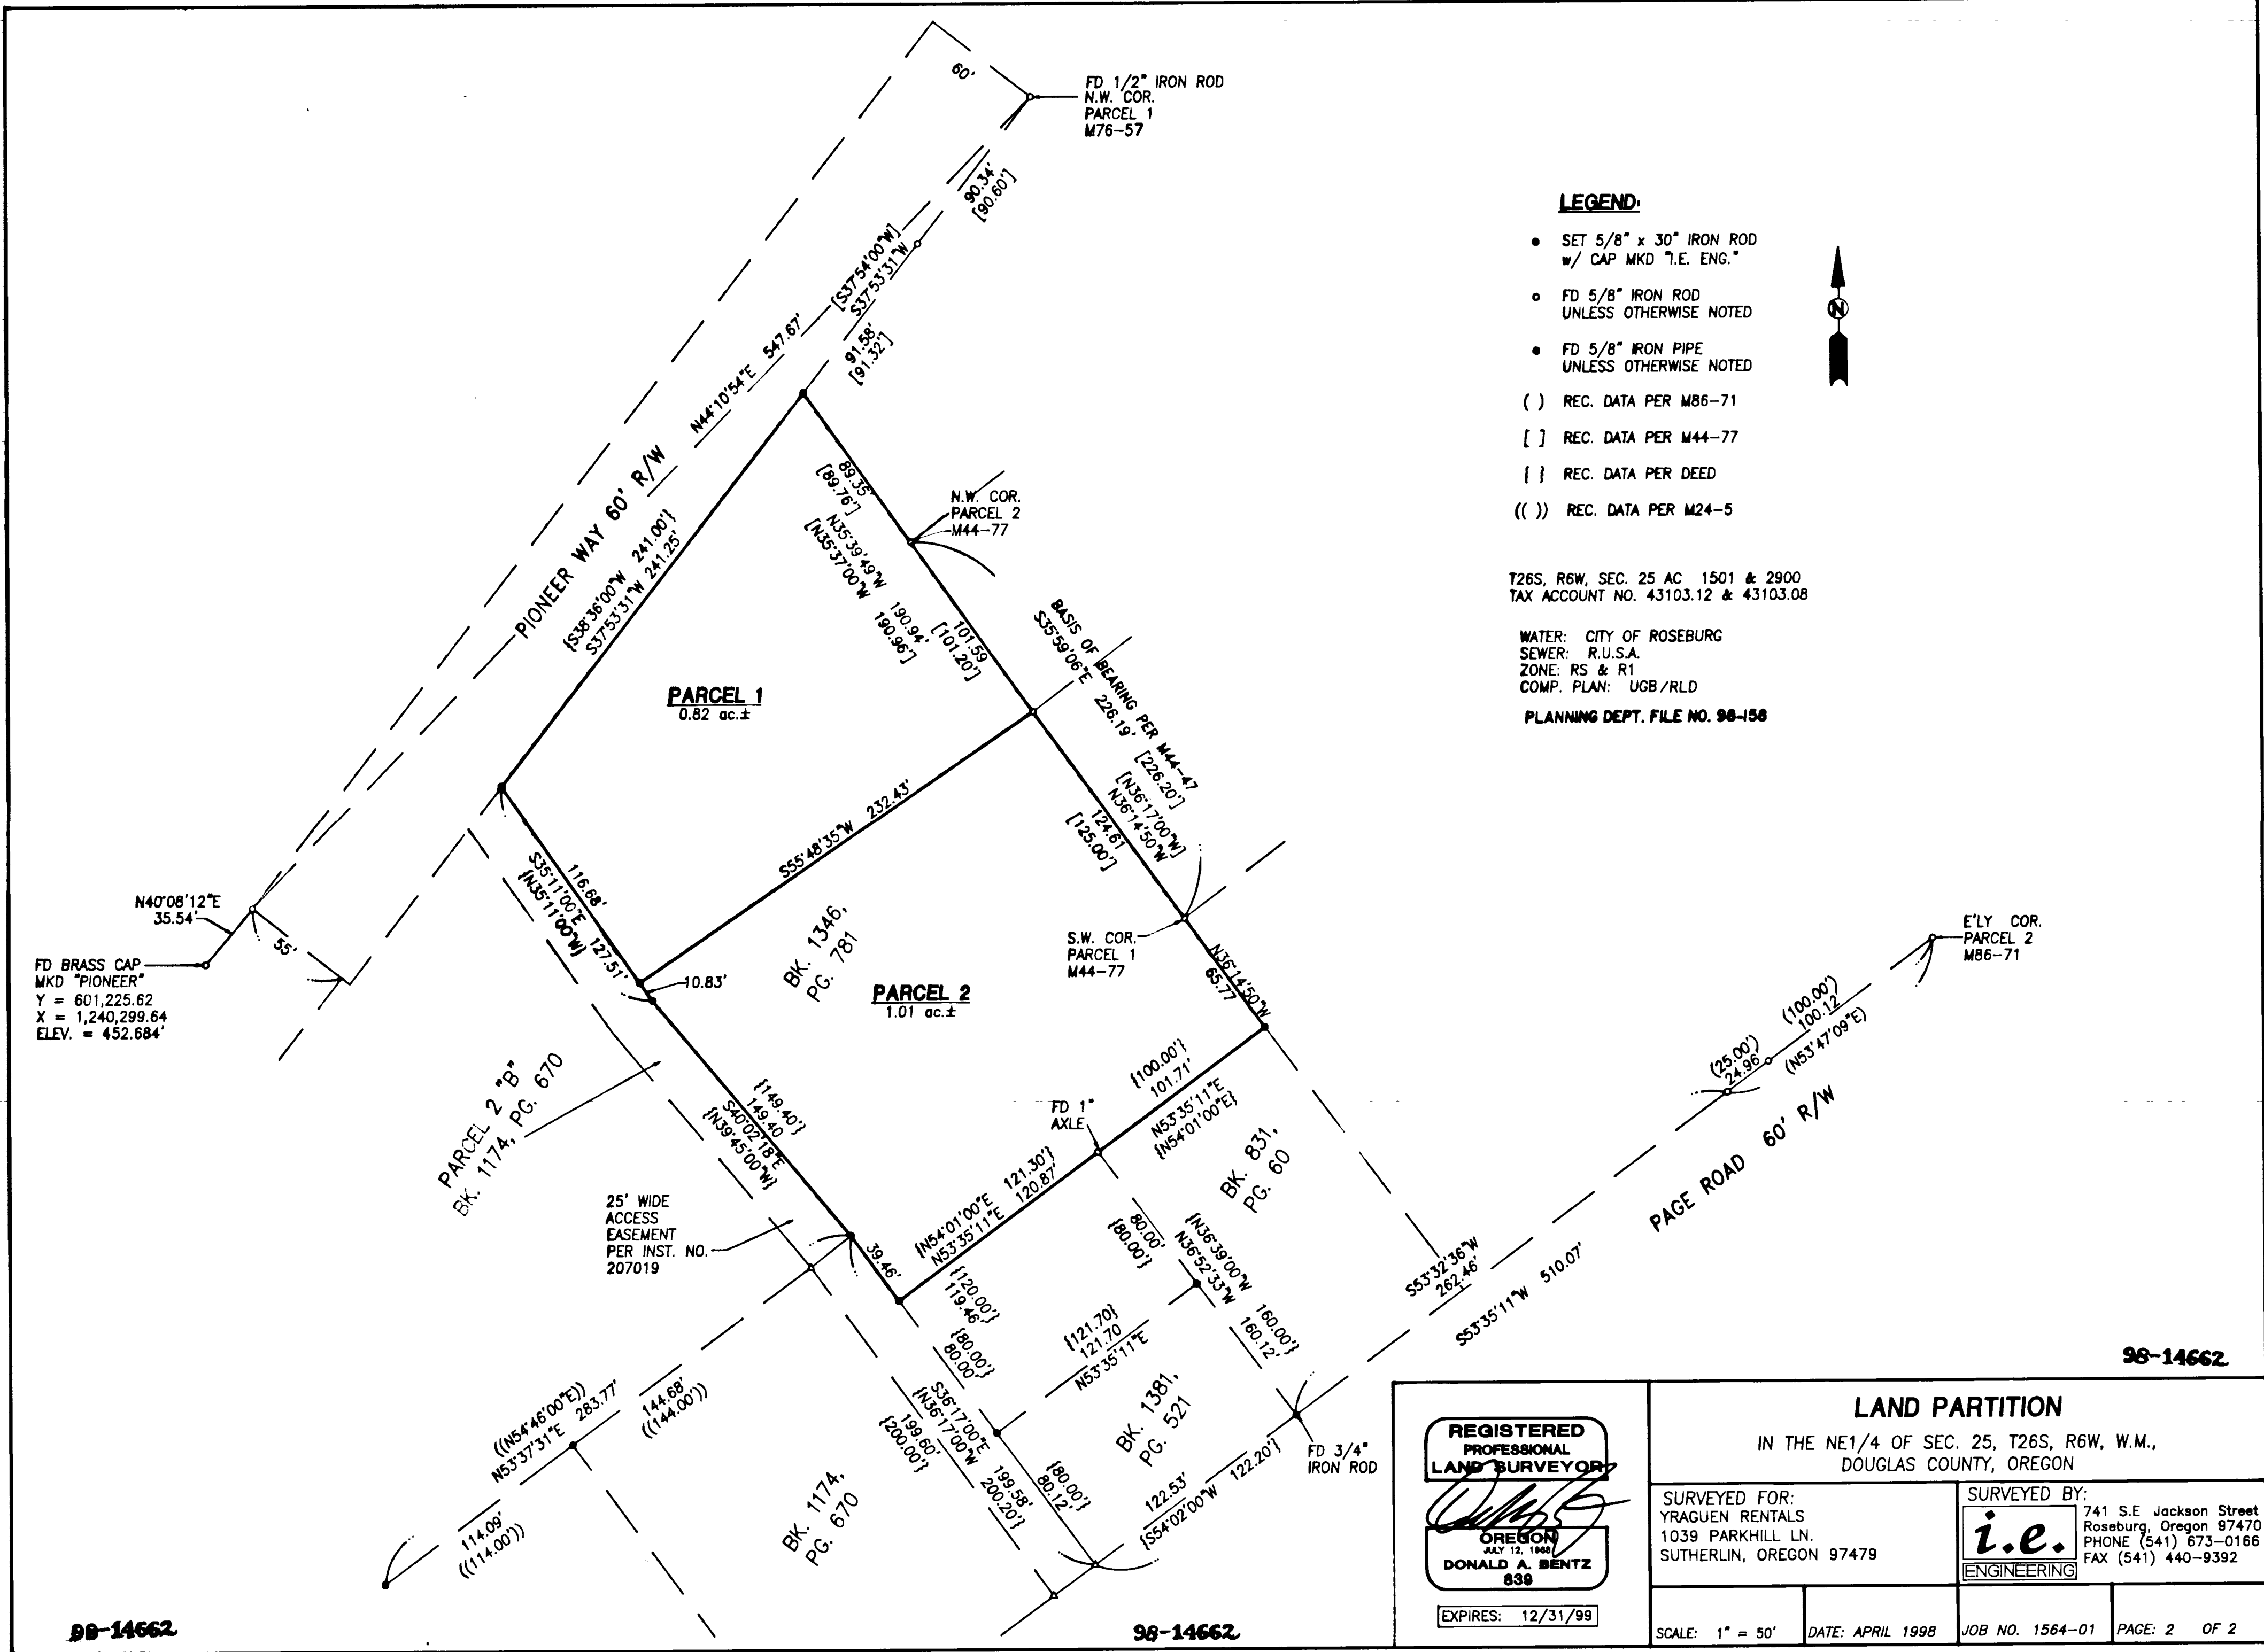 60'
FD 1/2" IRON ROD
N.W. COR.
PARCEL 1
M76-57
90.34'
[90.60']
[S37°54'00"W]
S37°53'31"W
91.58'
[91.32']
N44°10'54"E 547.67'
PIONEER WAY 60' R/W
{S38°36'00"W 241.00'}
S37°53'31"W 241.25'
89.35'
[89.76']
N35°39'49"W 190.94'
[N35°37'00"W 190.96']
101.59
[101.20']
N.W. COR.
PARCEL 2
M44-77
BASIS OF BEARING PER M44-47
S35°59'06"E 226.19' [226.20']
[N36°17'00"W]
N36°14'50"W
124.61
[125.00']
PARCEL 1
0.82 ac.±
S55°48'35"W 232.43'
116.68'
S35°11'00"E 127.51'
{N35°11'00"W}
10.83'
N40°08'12"E
35.54'
55'
FD BRASS CAP
MKD "PIONEER"
Y = 601,225.62
X = 1,240,299.64
ELEV. = 452.684'
BK. 1346,
PG. 781
PARCEL 2
1.01 ac.±
S.W. COR.
PARCEL 1
M44-77
N36°14'50"W
65.77
E'LY COR.
PARCEL 2
M86-71
(100.00')
100.12
(25.00')
24.96'
(N53°47'09"E)
PAGE ROAD 60' R/W
PARCEL 2 "B"
BK. 1174, PG. 670
{149.40'}
149.40
S40°02'18"E
{N39°45'00"W}
25' WIDE
ACCESS
EASEMENT
PER INST. NO.
207019
39.46'
FD 1"
AXLE
{100.00'}
101.71'
N53°35'11"E
{N54°01'00"E}
{N54°01'00"E 121.30'}
N53°35'11"E 120.87'
BK. 831,
PG. 60
80.00'
{80.00'}
{N36°39'00"W 160.00'}
N36°52'33"W 160.12'
{120.00'}
119.46'
{80.00'}
80.00'
{121.70}
121.70
N53°35'11"E
S53°32'36"W
262.46'
S53°35'11"W 510.07'
S36°17'00"E 199.58'
{N36°17'00"W 200.20'}
199.60'
{200.00'}
{80.00'}
80.12'
BK. 1381,
PG. 521
FD 3/4"
IRON ROD
122.53'
{S54°02'00"W 122.20'}
((N54°46'00"E))
N53°37'31"E 283.77'
144.68'
((144.00'))
114.09'
((114.00'))
BK. 1174,
PG. 670
LEGEND:
SET 5/8" x 30" IRON ROD
w/ CAP MKD "I.E. ENG."
FD 5/8" IRON ROD
UNLESS OTHERWISE NOTED
FD 5/8" IRON PIPE
UNLESS OTHERWISE NOTED
( ) REC. DATA PER M86-71
[ ] REC. DATA PER M44-77
{ } REC. DATA PER DEED
(( )) REC. DATA PER M24-5
N
T26S, R6W, SEC. 25 AC 1501 & 2900
TAX ACCOUNT NO. 43103.12 & 43103.08
WATER: CITY OF ROSEBURG
SEWER: R.U.S.A.
ZONE: RS & R1
COMP. PLAN: UGB/RLD
PLANNING DEPT. FILE NO. 98-158
98-14662
98-14662
98-14662
REGISTERED
PROFESSIONAL
LAND SURVEYOR
OREGON
JULY 12, 1968
DONALD A. BENTZ
839
EXPIRES: 12/31/99
LAND PARTITION
IN THE NE1/4 OF SEC. 25, T26S, R6W, W.M.,
DOUGLAS COUNTY, OREGON
SURVEYED FOR:
YRAGUEN RENTALS
1039 PARKHILL LN.
SUTHERLIN, OREGON 97479
SURVEYED BY:
i.e.
ENGINEERING
741 S.E Jackson Street
Roseburg, Oregon 97470
PHONE (541) 673-0166
FAX (541) 440-9392
SCALE: 1" = 50'
DATE: APRIL 1998
JOB NO. 1564-01
PAGE: 2 OF 2